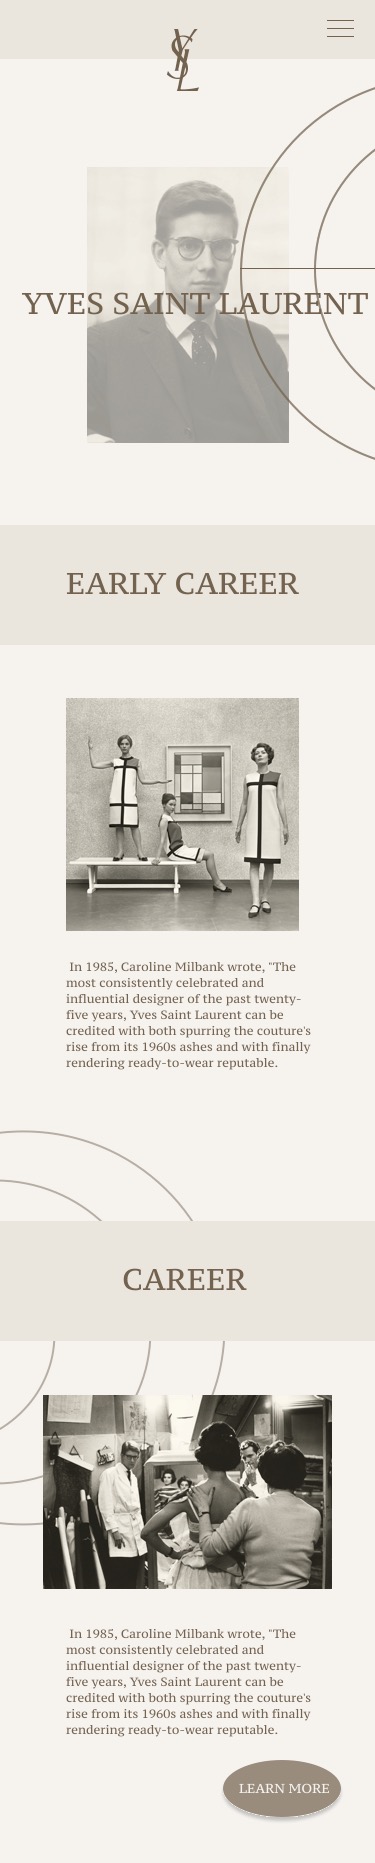 YSL
YVES SAINT LAURENT
EARLY CAREER
In 1985, Caroline Milbank wrote, "The
most consistently celebrated and
influential designer of the past twenty-
five years, Yves Saint Laurent can be
credited with both spurring the couture's
rise from its 1960s ashes and with finally
rendering ready-to-wear reputable.
CAREER
In 1985, Caroline Milbank wrote, "The
most consistently celebrated and
influential designer of the past twenty-
five years, Yves Saint Laurent can be
credited with both spurring the couture's
rise from its 1960s ashes and with finally
rendering ready-to-wear reputable.
LEARN MORE